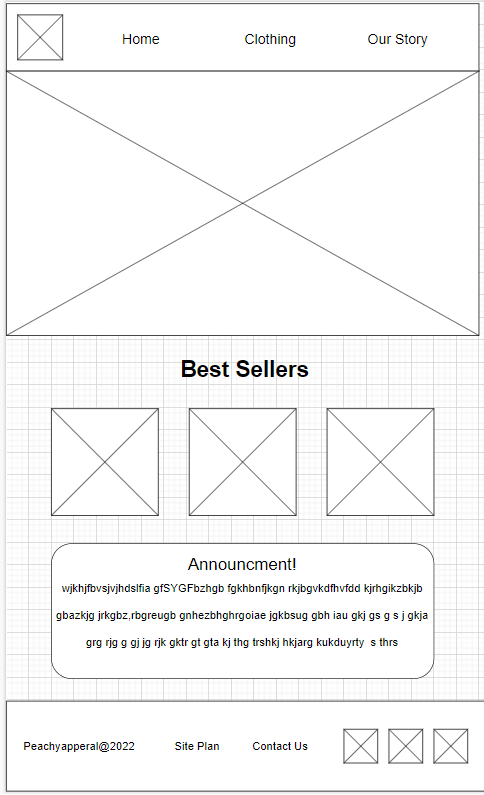 Home Clothing Our Story
Best Sellers
Announcment!
wjkhjfbvsjvjhdslfia gfSYGFbzhgb fgkhbnfjkgn rkjbgvkdfhvfdd kjrhgikzbkjb
gbazkjg jrkgbz,rbgreugb gnhezbhghrgoiae jgkbsug gbh iau gkj gs g s j gkja
grg rjg g gj jg rjk gktr gt gta kj thg trshkj hkjarg kukduyrty s thrs
Peachyapperal@2022 Site Plan Contact Us